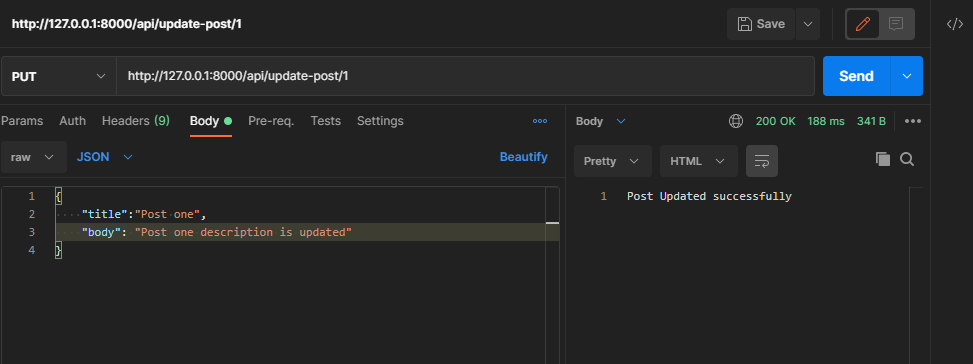 http://127.0.0.1:8000/api/update-post/1
Save
PUT
http://127.0.0.1:8000/api/update-post/1
Send
Params Auth Headers (9) Body Pre-req. Tests Settings
Body 200 OK 188 ms 341 B
raw JSON Beautify
Pretty HTML
1 {
2 "title":"Post one",
3 "body": "Post one description is updated"
4 }
1 Post Updated successfully